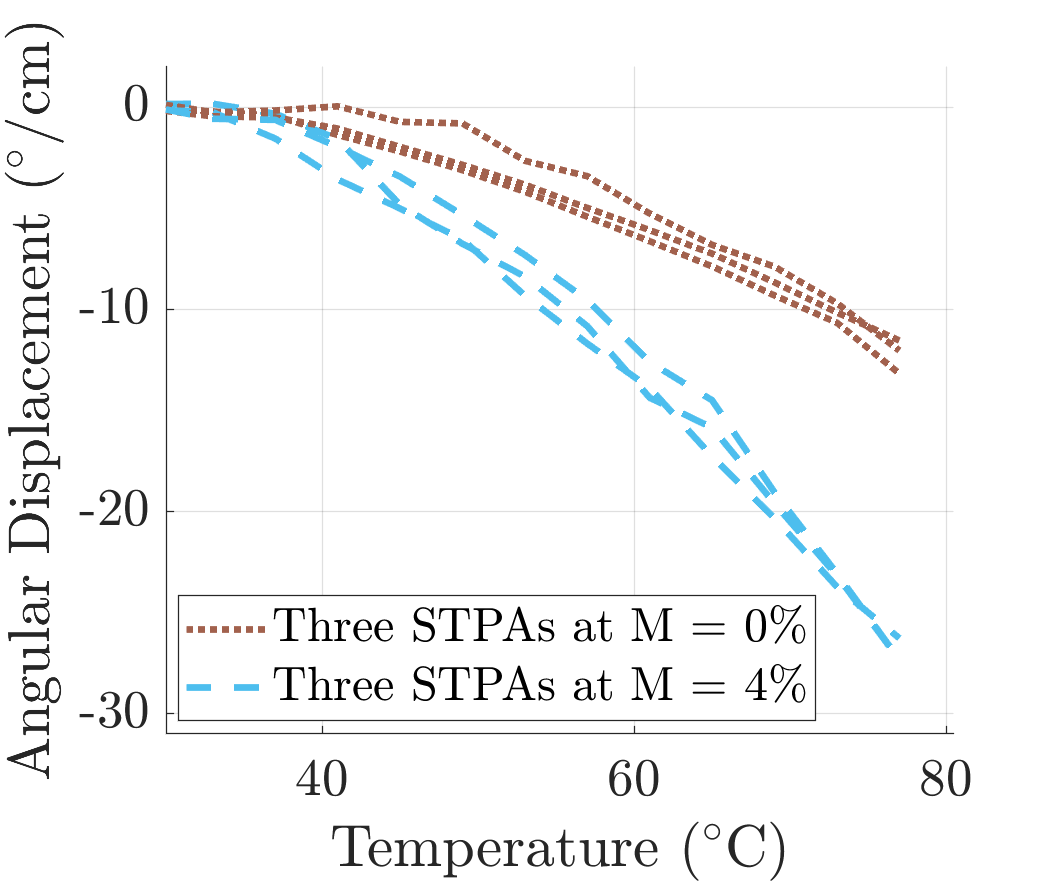 Angular Displacement (°/cm)
0
-10
-20
-30
Three STPAs at M = 0%
Three STPAs at M = 4%
40
60
80
Temperature (°C)